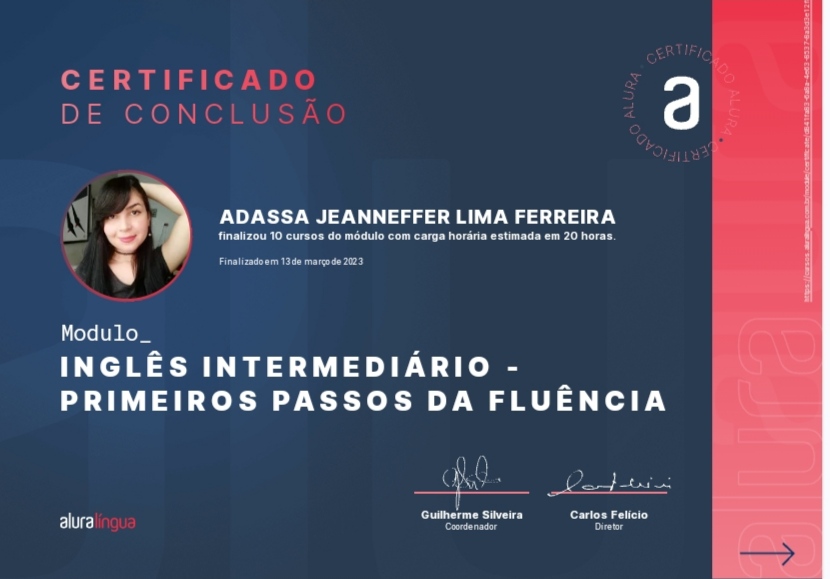 CERTIFICADO
DE CONCLUSÃO
CERTIFICADO ALURA • CERTIFICADO ALURA •
a
ADASSA JEANNEFFER LIMA FERREIRA
finalizou 10 cursos do módulo com carga horária estimada em 20 horas.
Finalizado em 13 de março de 2023
Modulo_
INGLÊS INTERMEDIÁRIO -
PRIMEIROS PASSOS DA FLUÊNCIA
aluralíngua
Guilherme Silveira
Coordenador
Carlos Felício
Diretor
alura